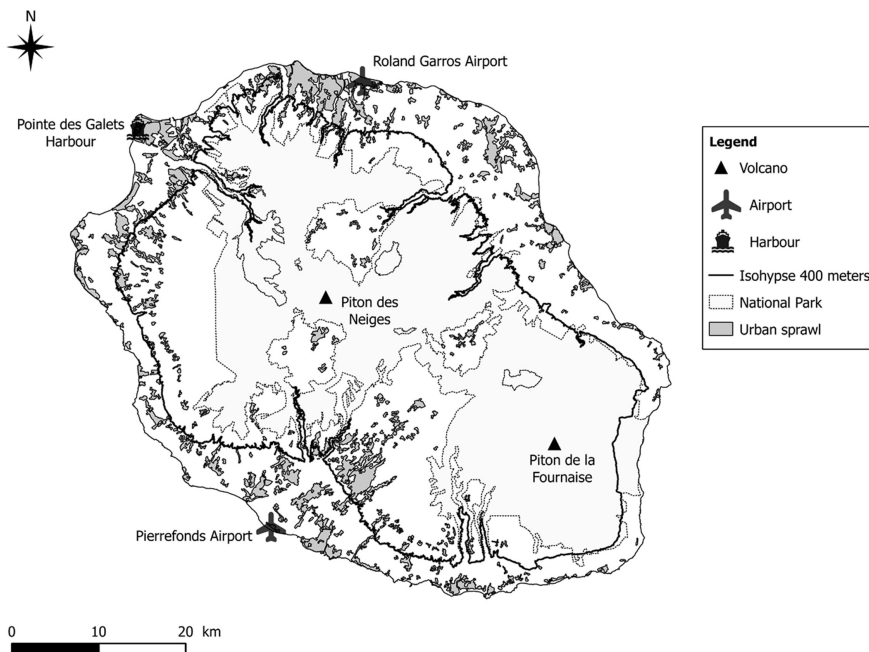 N
Roland Garros Airport
Pointe des Galets
Harbour
Legend
Volcano
Airport
Harbour
Isohypse 400 meters
National Park
Urban sprawl
Piton des
Neiges
Piton de la
Fournaise
Pierrefonds Airport
0 10 20 km